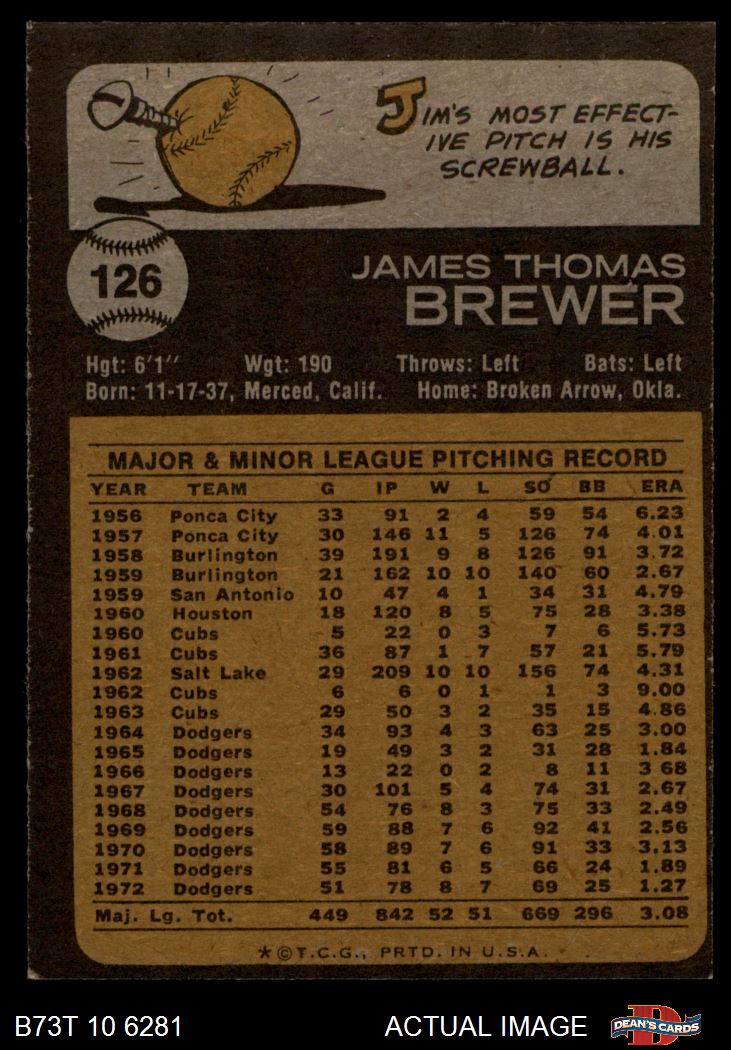 JIM'S MOST EFFECT-
IVE PITCH IS HIS
SCREWBALL.
126
JAMES THOMAS
BREWER
Hgt: 6'1" Wgt: 190 Throws: Left Bats: Left
Born: 11-17-37, Merced, Calif. Home: Broken Arrow, Okla.
MAJOR & MINOR LEAGUE PITCHING RECORD
YEAR TEAM G IP W L SO BB ERA
1956 Ponca City 33 91 2 4 59 54 6.23
1957 Ponca City 30 146 11 5 126 74 4.01
1958 Burlington 39 191 9 8 126 91 3.72
1959 Burlington 21 162 10 10 140 60 2.67
1959 San Antonio 10 47 4 1 34 31 4.79
1960 Houston 18 120 8 5 75 28 3.38
1960 Cubs 5 22 0 3 7 6 5.73
1961 Cubs 36 87 1 7 57 21 5.79
1962 Salt Lake 29 209 10 10 156 74 4.31
1962 Cubs 6 6 0 1 1 3 9.00
1963 Cubs 29 50 3 2 35 15 4.86
1964 Dodgers 34 93 4 3 63 25 3.00
1965 Dodgers 19 49 3 2 31 28 1.84
1966 Dodgers 13 22 0 2 8 11 3 68
1967 Dodgers 30 101 5 4 74 31 2.67
1968 Dodgers 54 76 8 3 75 33 2.49
1969 Dodgers 59 88 7 6 92 41 2.56
1970 Dodgers 58 89 7 6 91 33 3.13
1971 Dodgers 55 81 6 5 66 24 1.89
1972 Dodgers 51 78 8 7 69 25 1.27
Maj. Lg. Tot. 449 842 52 51 669 296 3.08
*©T.C.G., PRTD. IN U.S.A.
B73T 10 6281 ACTUAL IMAGE
D
DEAN'S CARDS